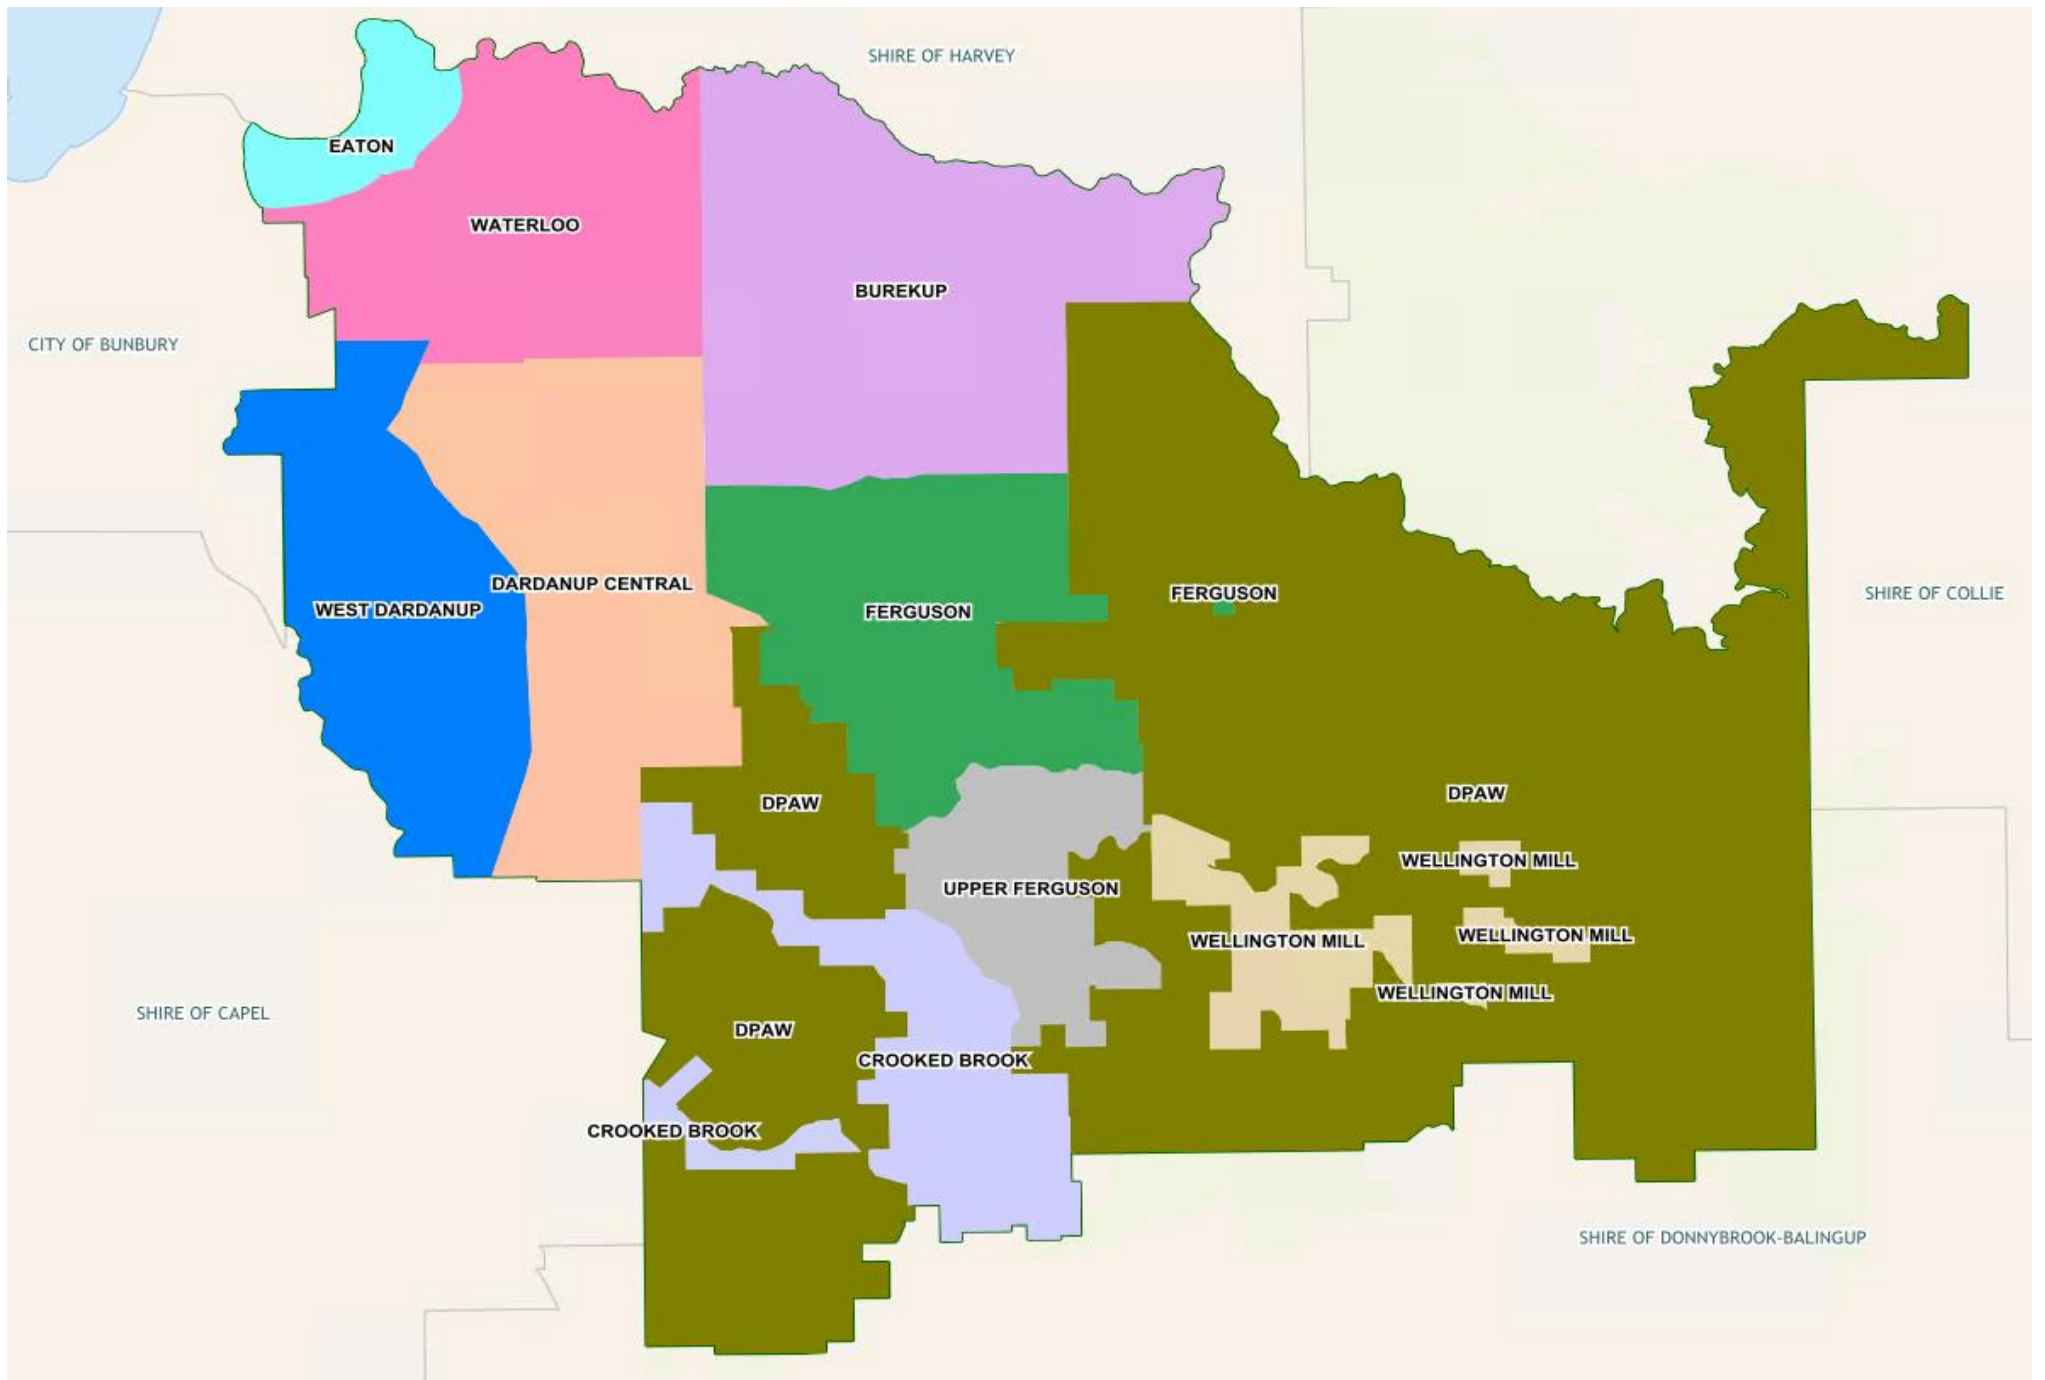 SHIRE OF HARVEY
EATON
WATERLOO
BUREKUP
CITY OF BUNBURY
DARDANUP CENTRAL
WEST DARDANUP
FERGUSON
FERGUSON
SHIRE OF COLLIE
DPAW
DPAW
WELLINGTON MILL
UPPER FERGUSON
WELLINGTON MILL
WELLINGTON MILL
WELLINGTON MILL
SHIRE OF CAPEL
DPAW
CROOKED BROOK
CROOKED BROOK
SHIRE OF DONNYBROOK-BALINGUP